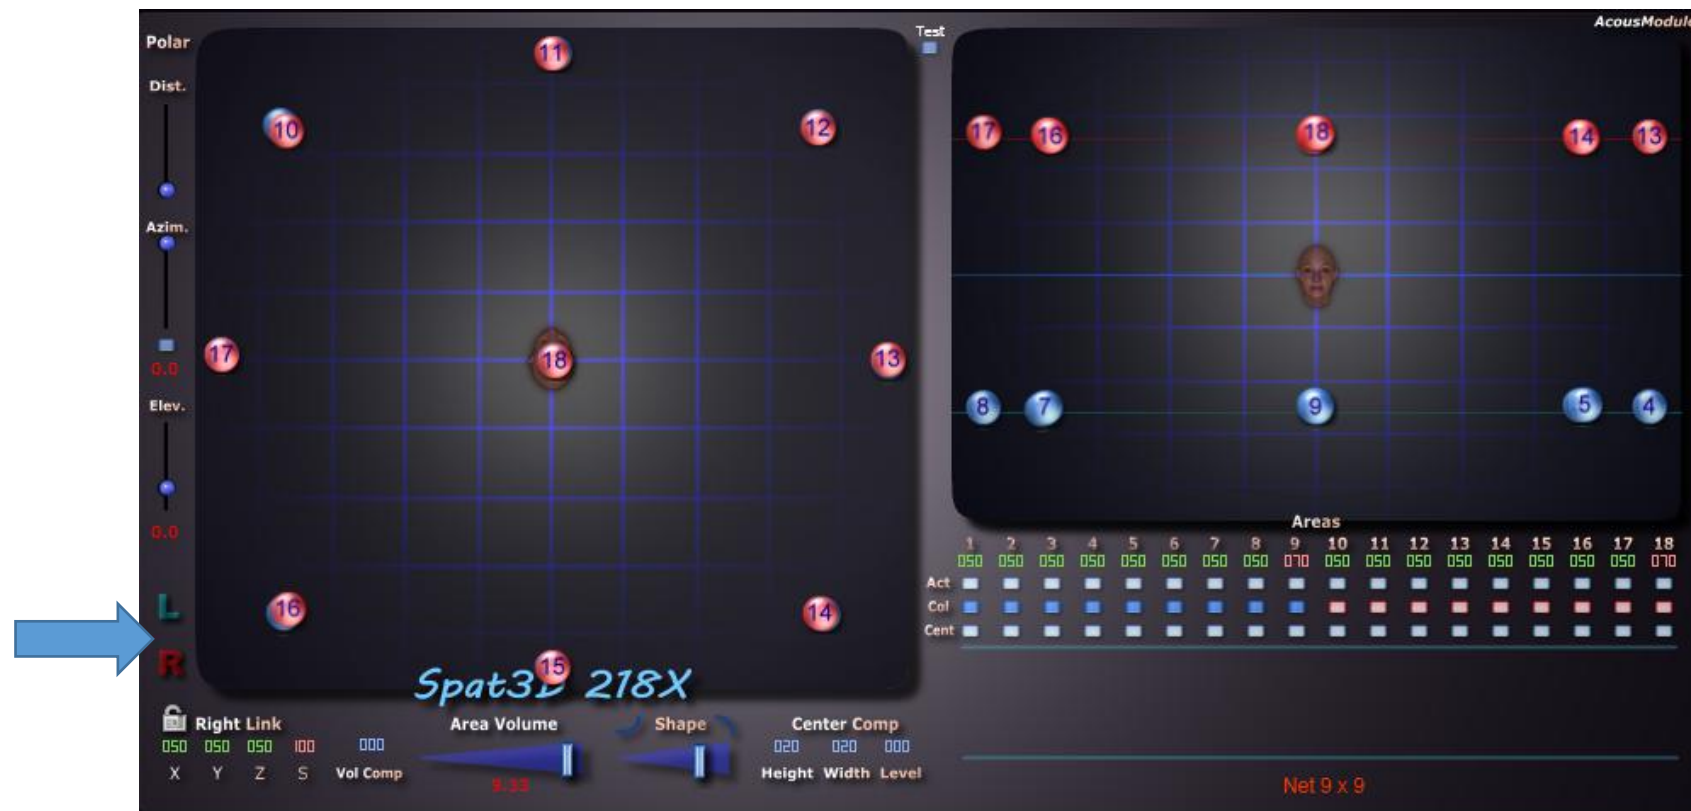 AcousModule
Polar
Test
Dist.
11
10
12
17
16
18
14
13
Azim.
17
18
13
0.0
Elev.
8
7
9
5
4
0.0
Areas
1 2 3 4 5 6 7 8 9 10 11 12 13 14 15 16 17 18
050 050 050 050 050 050 050 050 070 050 050 050 050 050 050 050 050 070
Act
Col
Cent
L
16
14
R
15
Spat3D 218X
Right Link
Area Volume
Shape
Center Comp
050 050 050 100
000
020 020 000
X Y Z S
Vol Comp
9.33
Height Width Level
Net 9 x 9